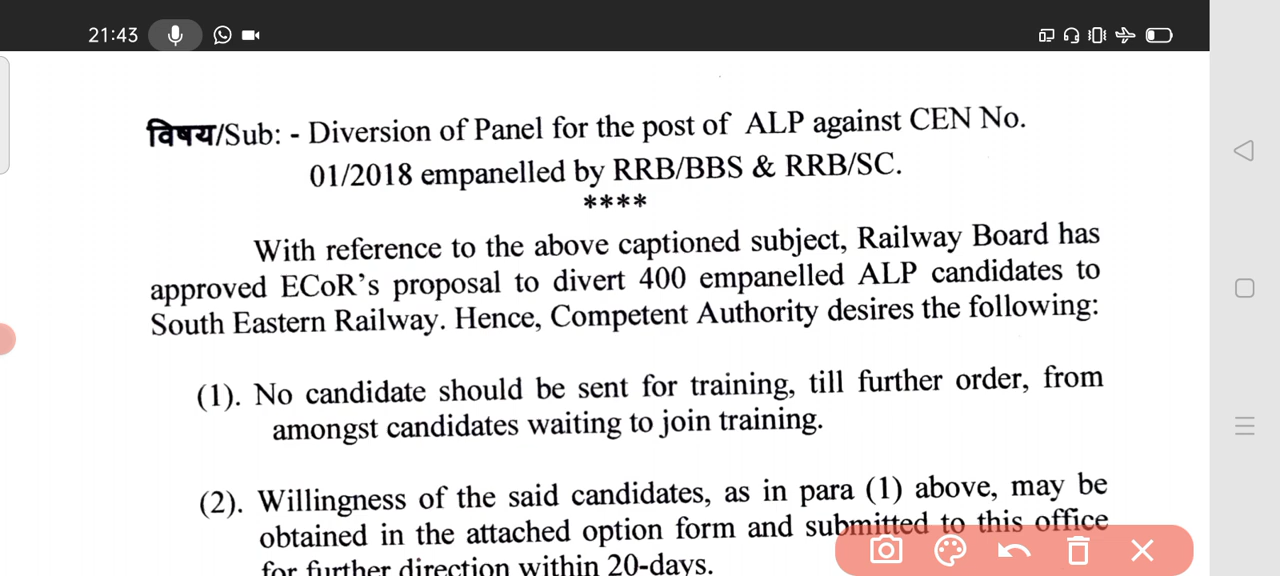 21:43
विषय/Sub: - Diversion of Panel for the post of ALP against CEN No.
01/2018 empanelled by RRB/BBS & RRB/SC.
****
With reference to the above captioned subject, Railway Board has
approved ECoR's proposal to divert 400 empanelled ALP candidates to
South Eastern Railway. Hence, Competent Authority desires the following:
(1). No candidate should be sent for training, till further order, from
amongst candidates waiting to join training.
(2). Willingness of the said candidates, as in para (1) above, may be
obtained in the attached option form and submitted to this office
for further direction within 20-days.